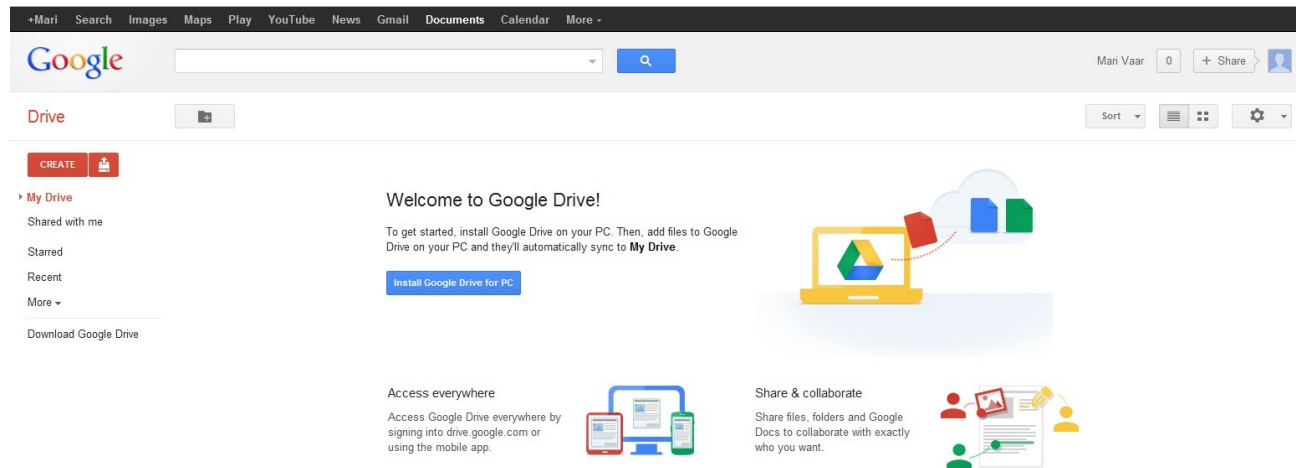 +Mari Search Images Maps Play YouTube News Gmail Documents Calendar More
Google
Mari Vaar 0 + Share
Drive
Sort
CREATE
My Drive
Shared with me
Starred
Recent
More
Download Google Drive
Welcome to Google Drive!
To get started, install Google Drive on your PC. Then, add files to Google
Drive on your PC and they'll automatically sync to My Drive.
Install Google Drive for PC
Access everywhere
Access Google Drive everywhere by
signing into drive.google.com or
using the mobile app.
Share & collaborate
Share files, folders and Google
Docs to collaborate with exactly
who you want.